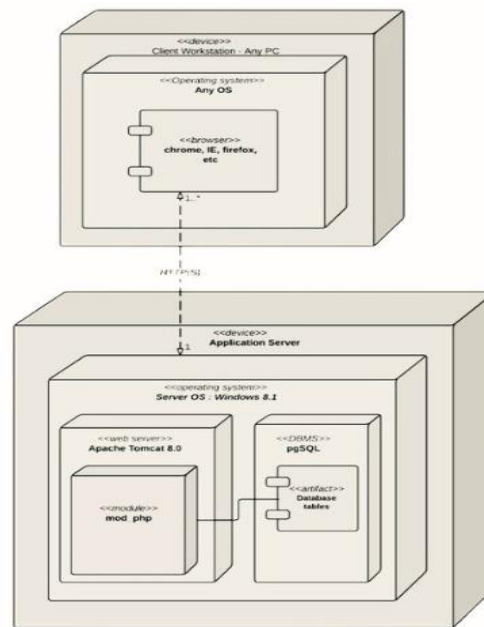 <<device>>
Client Workstation - Any PC
<<Operating system>>
Any OS
<<browser>>
chrome, IE, firefox,
etc
1..*
HTTP(S)
1
<<device>>
Application Server
<<operating system>>
Server OS : Windows 8.1
<<web server>>
Apache Tomcat 8.0
<<module>>
mod_php
<<DBMS>>
pgSQL
<<artifact>>
Database
tables